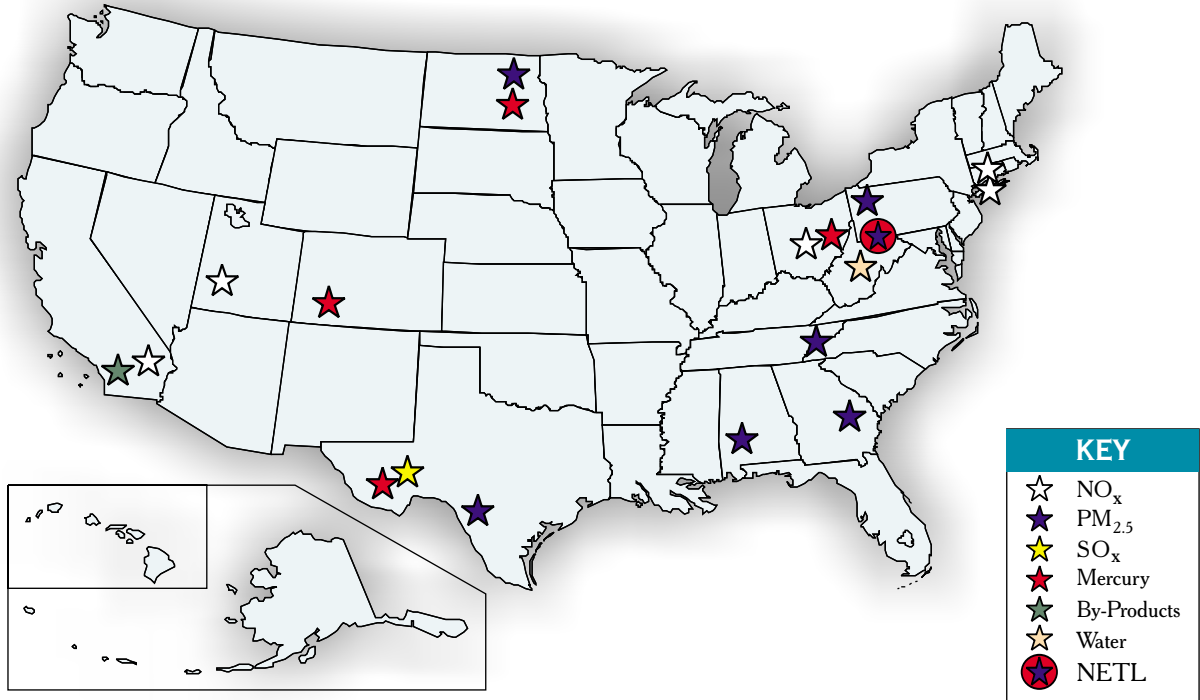 KEY
NOx
PM2.5
SOx
Mercury
By-Products
Water
NETL